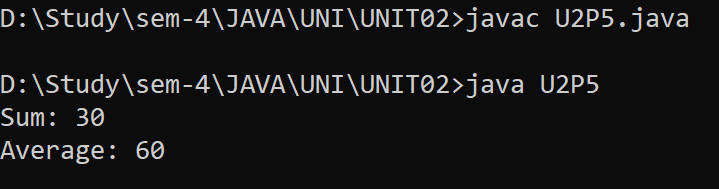 D:\Study\sem-4\JAVA\UNI\UNIT02>javac U2P5.java
D:\Study\sem-4\JAVA\UNI\UNIT02>java U2P5
Sum: 30
Average: 60